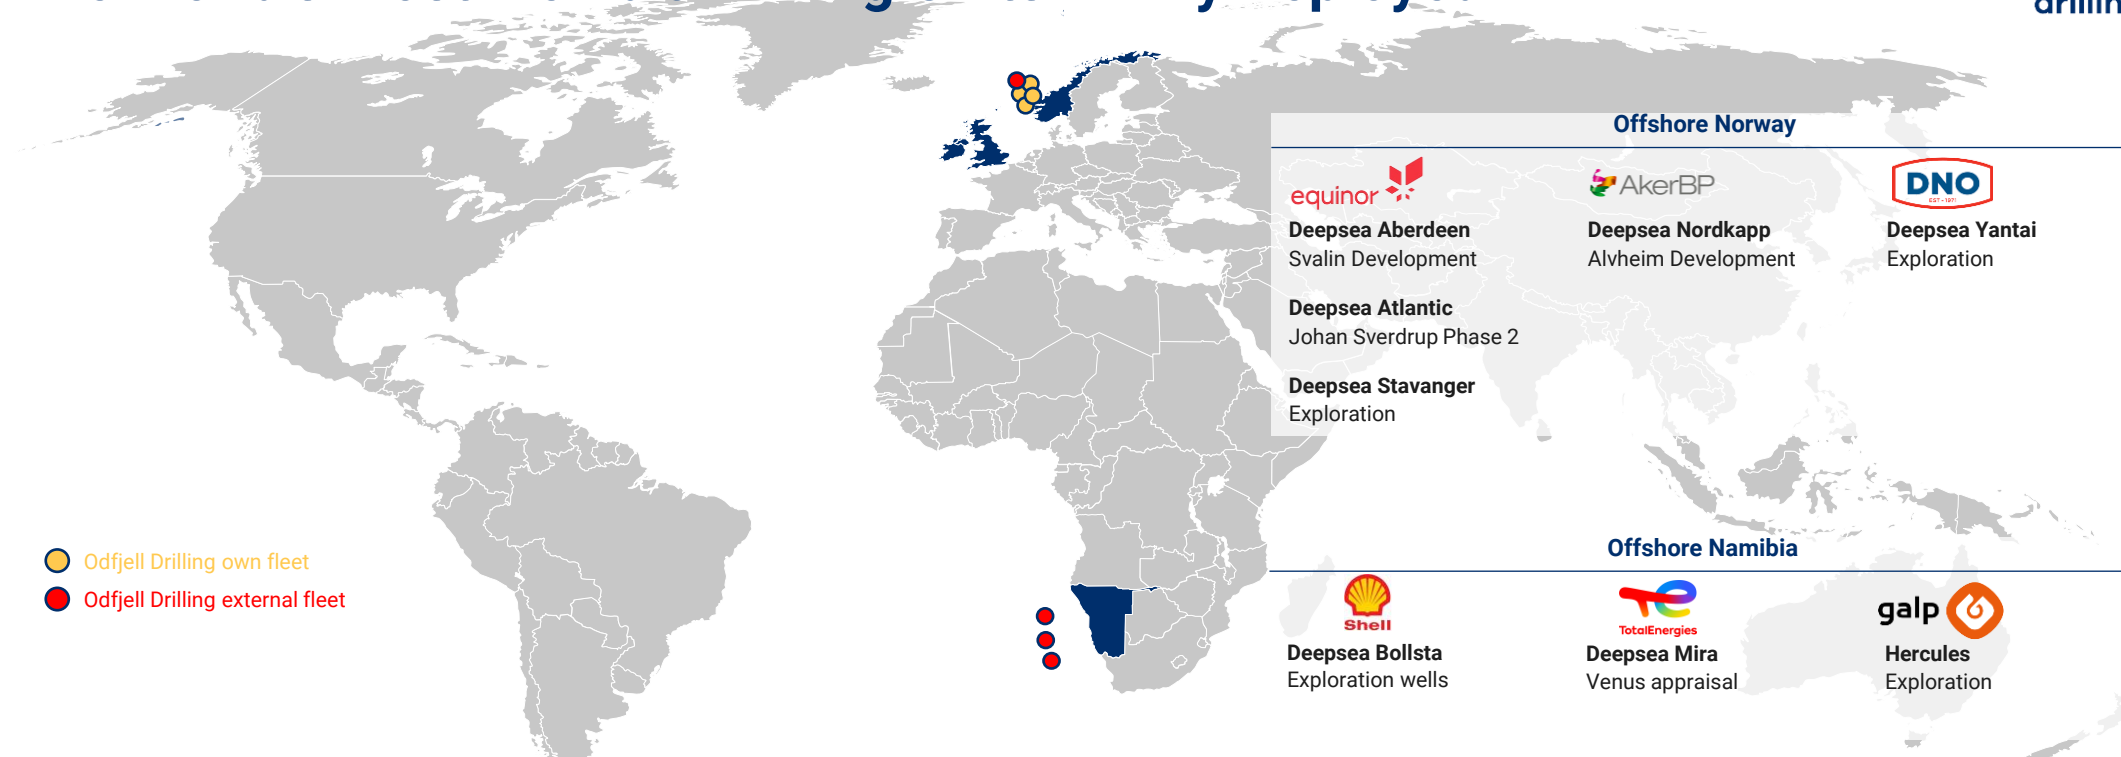 Offshore Norway
equinor
AkerBP
DNO
EST • 1971
Deepsea Aberdeen
Svalin Development
Deepsea Nordkapp
Alvheim Development
Deepsea Yantai
Exploration
Deepsea Atlantic
Johan Sverdrup Phase 2
Deepsea Stavanger
Exploration
Odfjell Drilling own fleet
Odfjell Drilling external fleet
Offshore Namibia
Shell
TotalEnergies
galp
Deepsea Bollsta
Exploration wells
Deepsea Mira
Venus appraisal
Hercules
Exploration